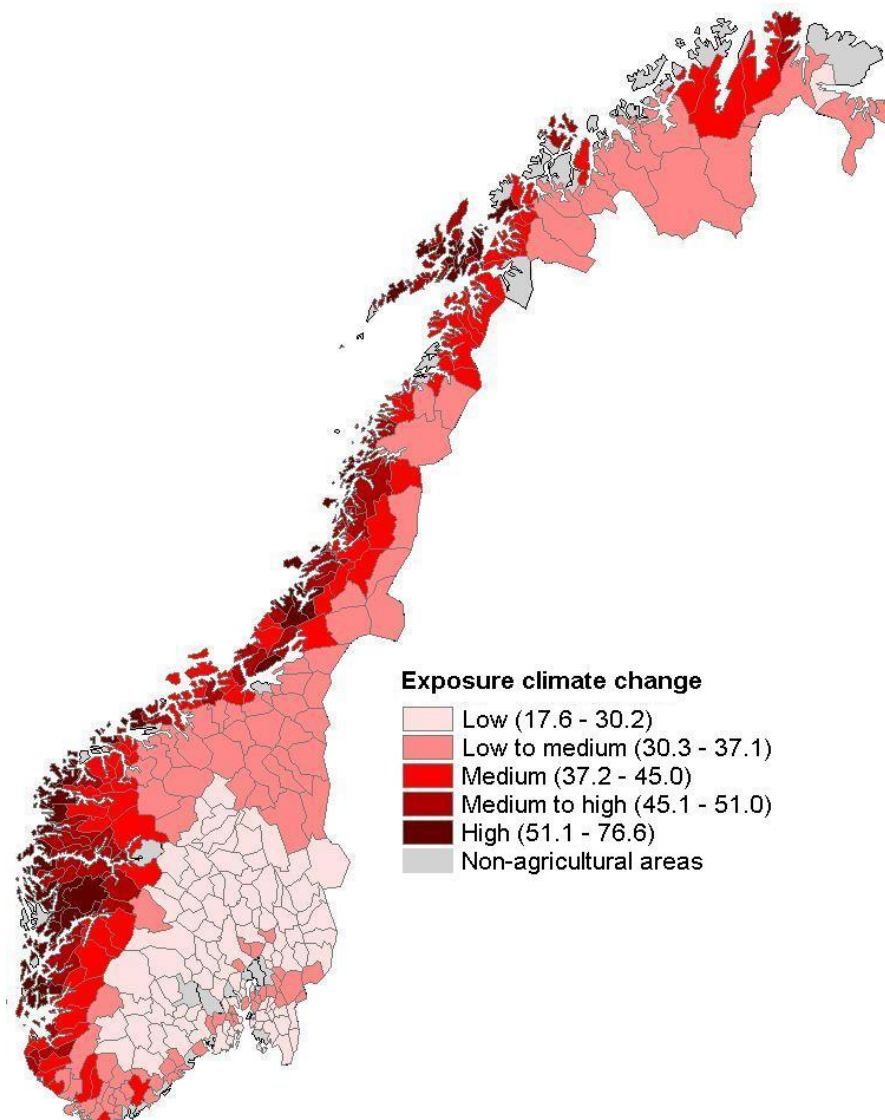 Exposure climate change
Low (17.6 - 30.2)
Low to medium (30.3 - 37.1)
Medium (37.2 - 45.0)
Medium to high (45.1 - 51.0)
High (51.1 - 76.6)
Non-agricultural areas